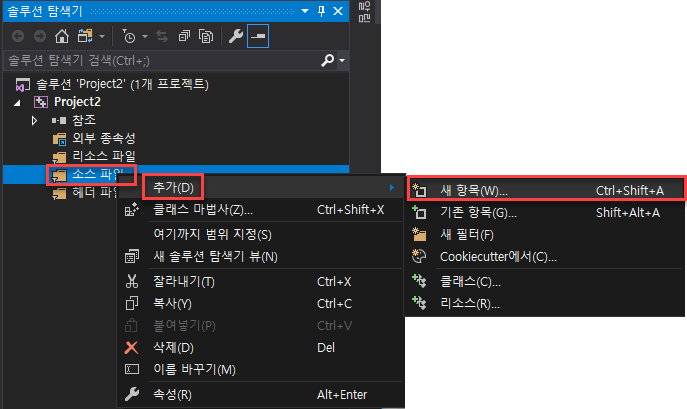 솔루션 탐색기
알림
솔루션 탐색기 검색(Ctrl+;)
솔루션 'Project2' (1개 프로젝트)
Project2
참조
외부 종속성
리소스 파일
소스 파일
헤더 파일
추가(D)
클래스 마법사(Z)... Ctrl+Shift+X
여기까지 범위 지정(S)
새 솔루션 탐색기 뷰(N)
잘라내기(T) Ctrl+X
복사(Y) Ctrl+C
붙여넣기(P) Ctrl+V
삭제(D) Del
이름 바꾸기(M)
속성(R) Alt+Enter
새 항목(W)... Ctrl+Shift+A
기존 항목(G)... Shift+Alt+A
새 필터(F)
Cookiecutter에서(C)...
클래스(C)...
리소스(R)...